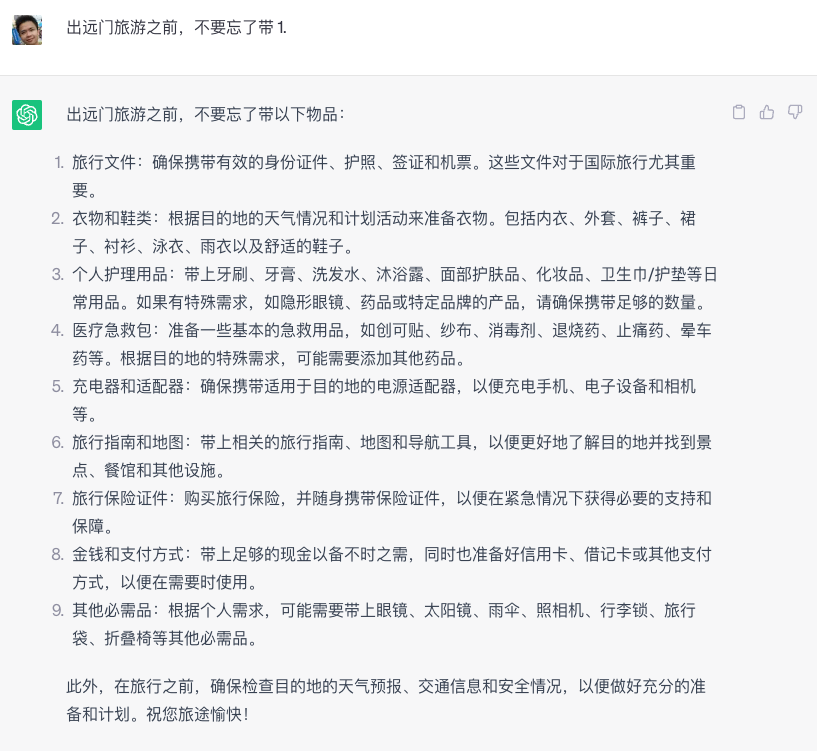 出远门旅游之前，不要忘了带 1.
出远门旅游之前，不要忘了带以下物品：
1. 旅行文件：确保携带有效的身份证件、护照、签证和机票。这些文件对于国际旅行尤其重
要。
2. 衣物和鞋类：根据目的地的天气情况和计划活动来准备衣物。包括内衣、外套、裤子、裙
子、衬衫、泳衣、雨衣以及舒适的鞋子。
3. 个人护理用品：带上牙刷、牙膏、洗发水、沐浴露、面部护肤品、化妆品、卫生巾/护垫等日
常用品。如果有特殊需求，如隐形眼镜、药品或特定品牌的产品，请确保携带足够的数量。
4. 医疗急救包：准备一些基本的急救用品，如创可贴、纱布、消毒剂、退烧药、止痛药、晕车
药等。根据目的地的特殊需求，可能需要添加其他药品。
5. 充电器和适配器：确保携带适用于目的地的电源适配器，以便充电手机、电子设备和相机
等。
6. 旅行指南和地图：带上相关的旅行指南、地图和导航工具，以便更好地了解目的地并找到景
点、餐馆和其他设施。
7. 旅行保险证件：购买旅行保险，并随身携带保险证件，以便在紧急情况下获得必要的支持和
保障。
8. 金钱和支付方式：带上足够的现金以备不时之需，同时也准备好信用卡、借记卡或其他支付
方式，以便在需要时使用。
9. 其他必需品：根据个人需求，可能需要带上眼镜、太阳镜、雨伞、照相机、行李锁、旅行
袋、折叠椅等其他必需品。
此外，在旅行之前，确保检查目的地的天气预报、交通信息和安全情况，以便做好充分的准
备和计划。祝您旅途愉快！